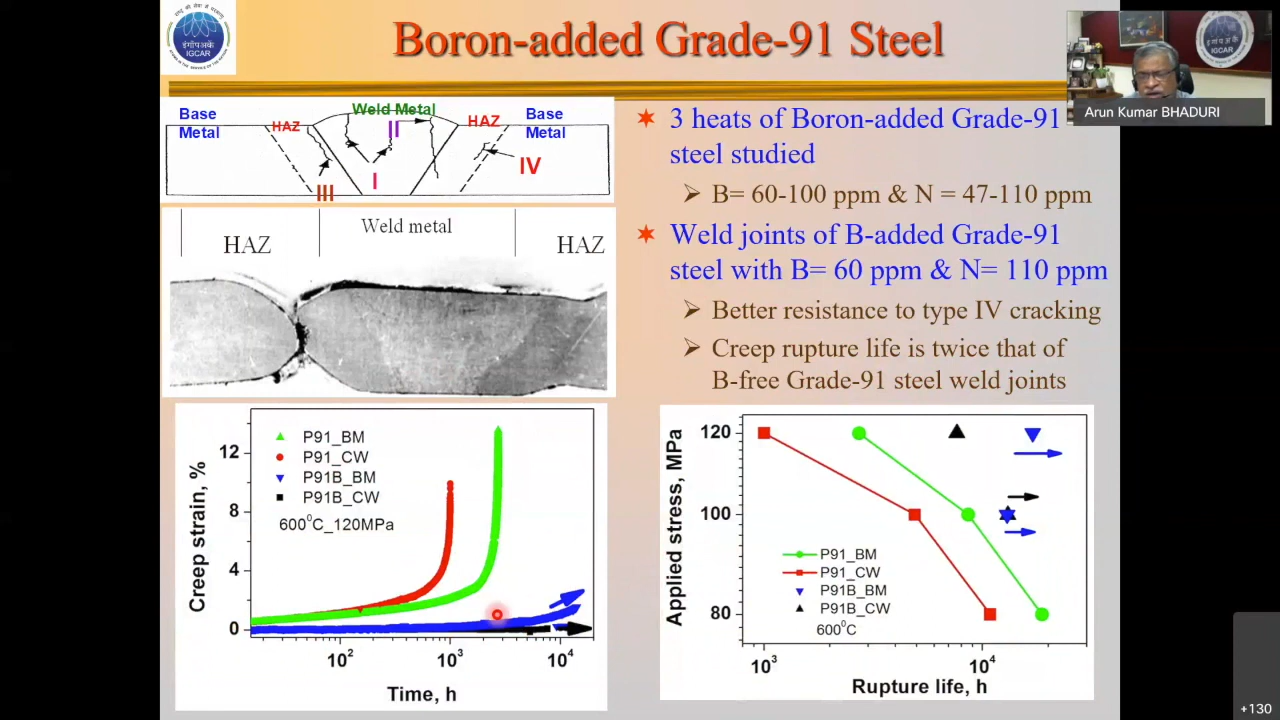 Boron-added Grade-91 Steel
इंगांपअकें
IGCAR
Arun Kumar BHADURI
Base
Metal
HAZ
Weld Metal
HAZ
Base
Metal
I
II
III
IV
HAZ
Weld metal
HAZ
3 heats of Boron-added Grade-91
steel studied
B= 60-100 ppm & N = 47-110 ppm
Weld joints of B-added Grade-91
steel with B= 60 ppm & N= 110 ppm
Better resistance to type IV cracking
Creep rupture life is twice that of
B-free Grade-91 steel weld joints
Creep strain, %
12
8
4
0
P91_BM
P91_CW
P91B_BM
P91B_CW
600⁰C_120MPa
10² 10³ 10⁴
Time, h
Applied stress, MPa
120
100
80
P91_BM
P91_CW
P91B_BM
P91B_CW
600⁰C
10³ 10⁴
Rupture life, h
+130